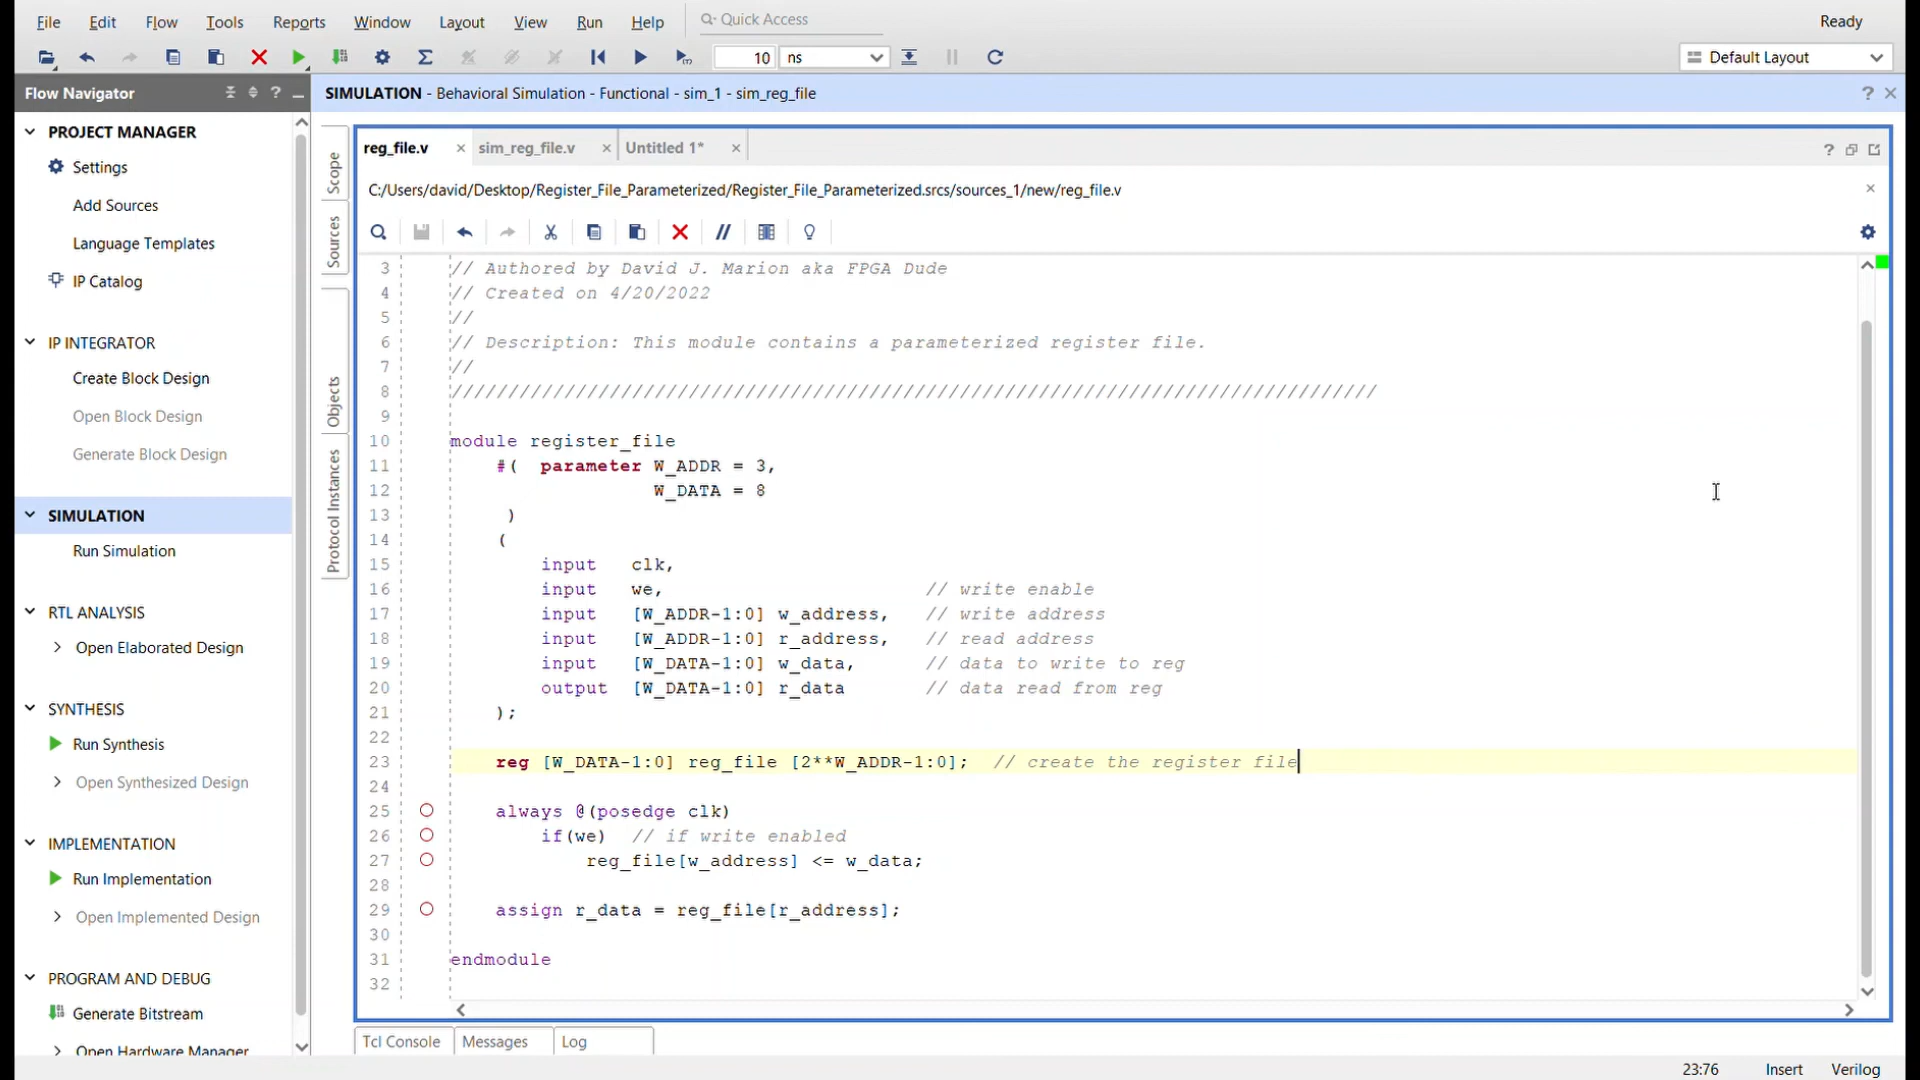 File Edit Flow Tools Reports Window Layout View Run Help Quick Access Ready
10 ns Default Layout
Flow Navigator
SIMULATION - Behavioral Simulation - Functional - sim_1 - sim_reg_file
PROJECT MANAGER
Settings
Add Sources
Language Templates
IP Catalog
IP INTEGRATOR
Create Block Design
Open Block Design
Generate Block Design
SIMULATION
Run Simulation
RTL ANALYSIS
Open Elaborated Design
SYNTHESIS
Run Synthesis
Open Synthesized Design
IMPLEMENTATION
Run Implementation
Open Implemented Design
PROGRAM AND DEBUG
Generate Bitstream
Open Hardware Manager
Scope
Sources
Objects
Protocol Instances
reg_file.v sim_reg_file.v Untitled 1*
C:/Users/david/Desktop/Register_File_Parameterized/Register_File_Parameterized.srcs/sources_1/new/reg_file.v
3 // Authored by David J. Marion aka FPGA Dude
4 // Created on 4/20/2022
5 //
6 // Description: This module contains a parameterized register file.
7 //
8 //////////////////////////////////////////////////////////////////////////////////
9
10 module register_file
11 #( parameter W_ADDR = 3,
12 W_DATA = 8
13 )
14 (
15 input clk,
16 input we, // write enable
17 input [W_ADDR-1:0] w_address, // write address
18 input [W_ADDR-1:0] r_address, // read address
19 input [W_DATA-1:0] w_data, // data to write to reg
20 output [W_DATA-1:0] r_data // data read from reg
21 );
22
23 reg [W_DATA-1:0] reg_file [2**W_ADDR-1:0]; // create the register file
24
25 always @(posedge clk)
26 if(we) // if write enabled
27 reg_file[w_address] <= w_data;
28
29 assign r_data = reg_file[r_address];
30
31 endmodule
32
Tcl Console Messages Log
23:76 Insert Verilog